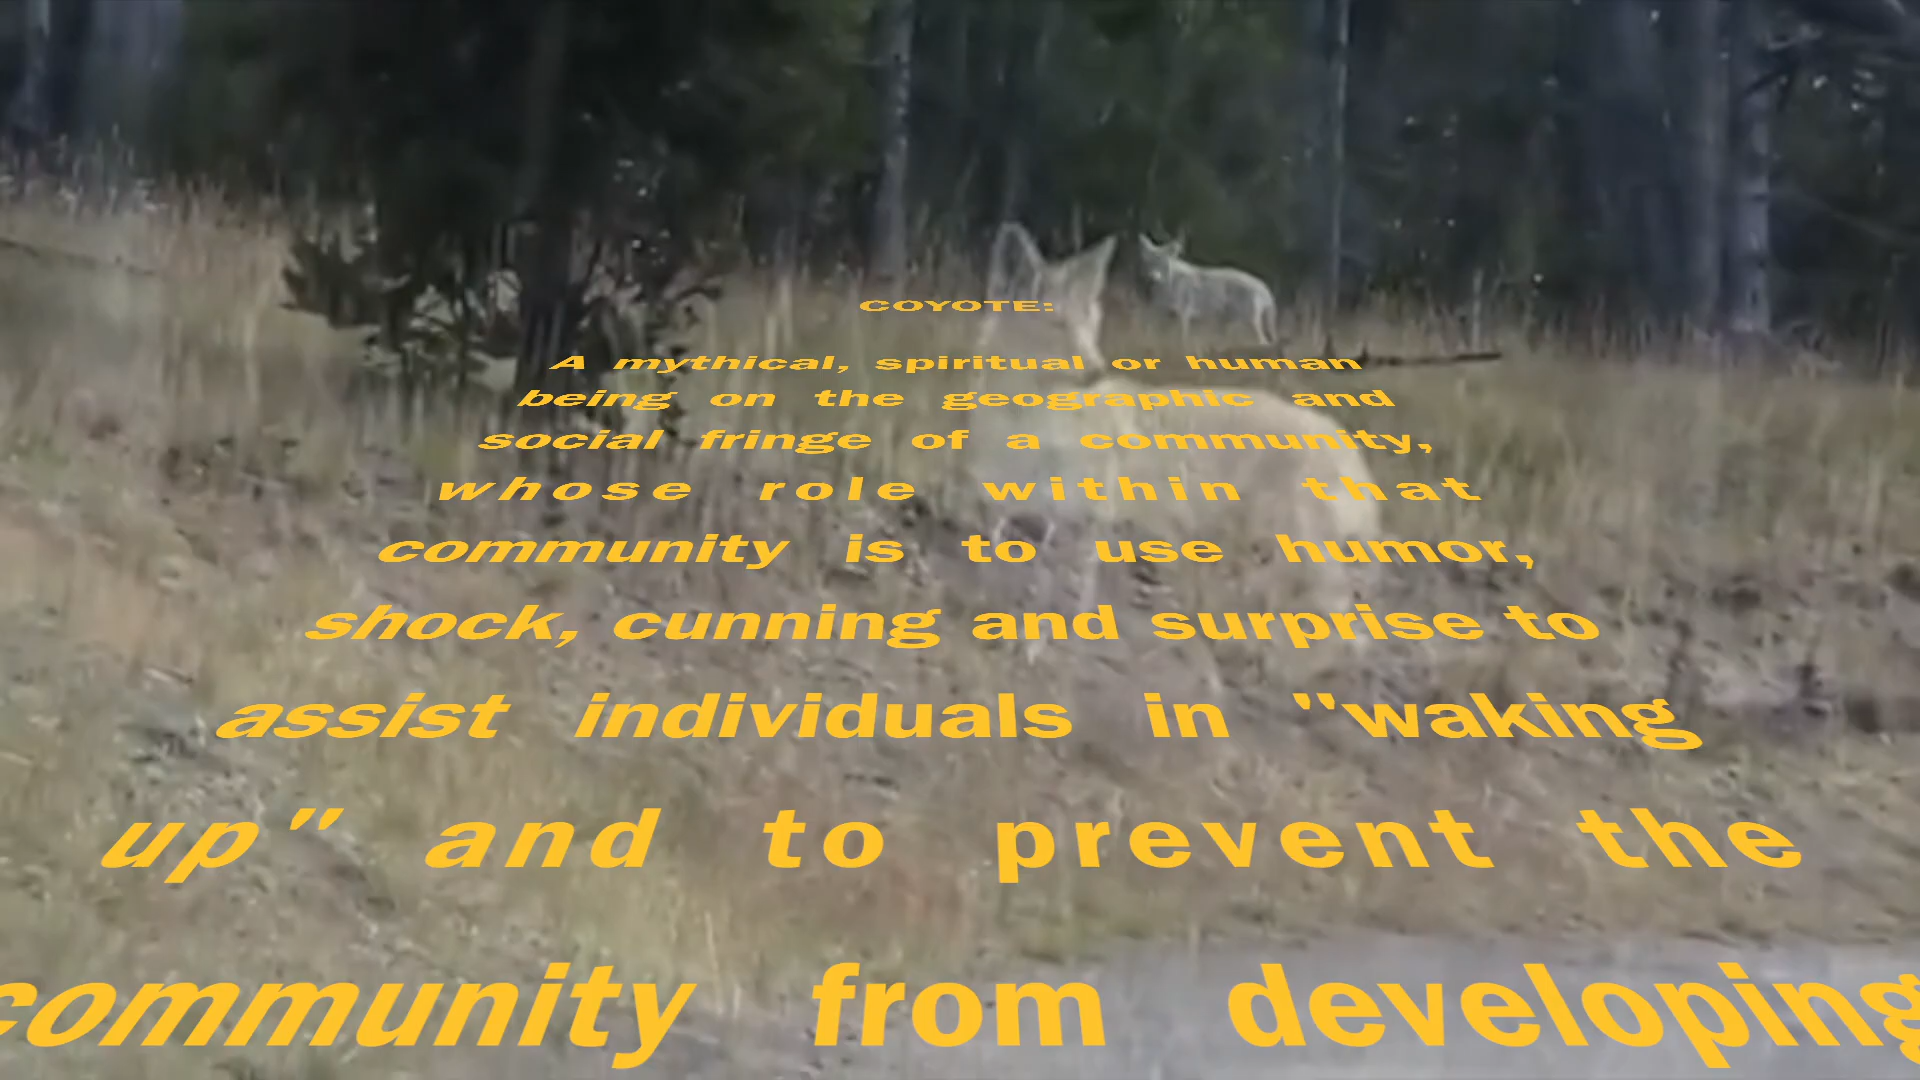 COYOTE:
A mythical, spiritual or human
being on the geographic and
social fringe of a community,
whose role within that
community is to use humor,
shock, cunning and surprise to
assist individuals in "waking
up" and to prevent the
community from developing